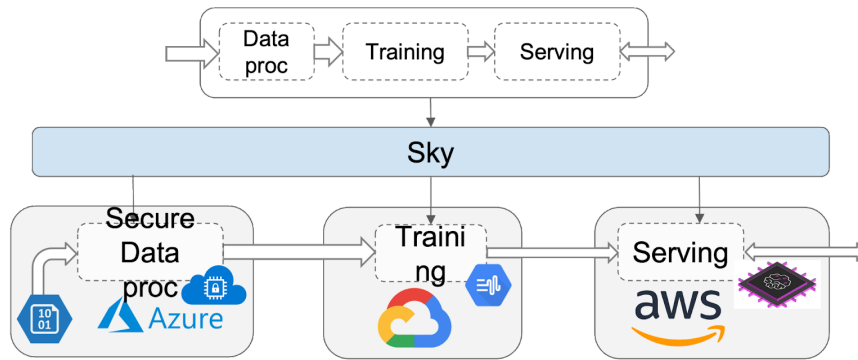 Data
proc
Training
Serving
Sky
Secure
Data
proc
Traini
ng
Serving
10
01
Azure
aws